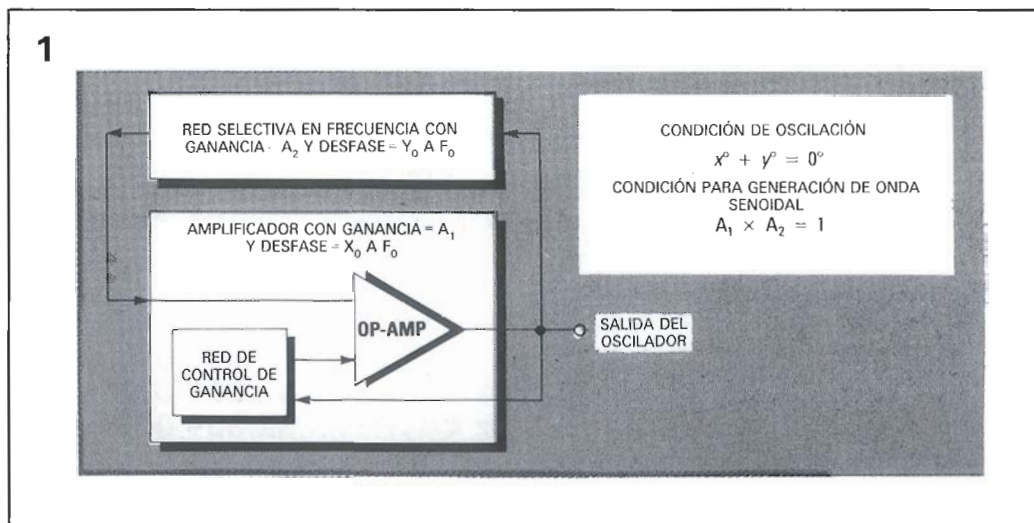 1
RED SELECTIVA EN FRECUENCIA CON
GANANCIA - A₂ Y DESFASE = Y₀ A F₀
AMPLIFICADOR CON GANANCIA = A₁
Y DESFASE = X₀ A F₀
OP-AMP
RED DE
CONTROL DE
GANANCIA
SALIDA DEL
OSCILADOR
CONDICIÓN DE OSCILACIÓN
x° + y° = 0°
CONDICIÓN PARA GENERACIÓN DE ONDA
SENOIDAL
A₁ × A₂ = 1